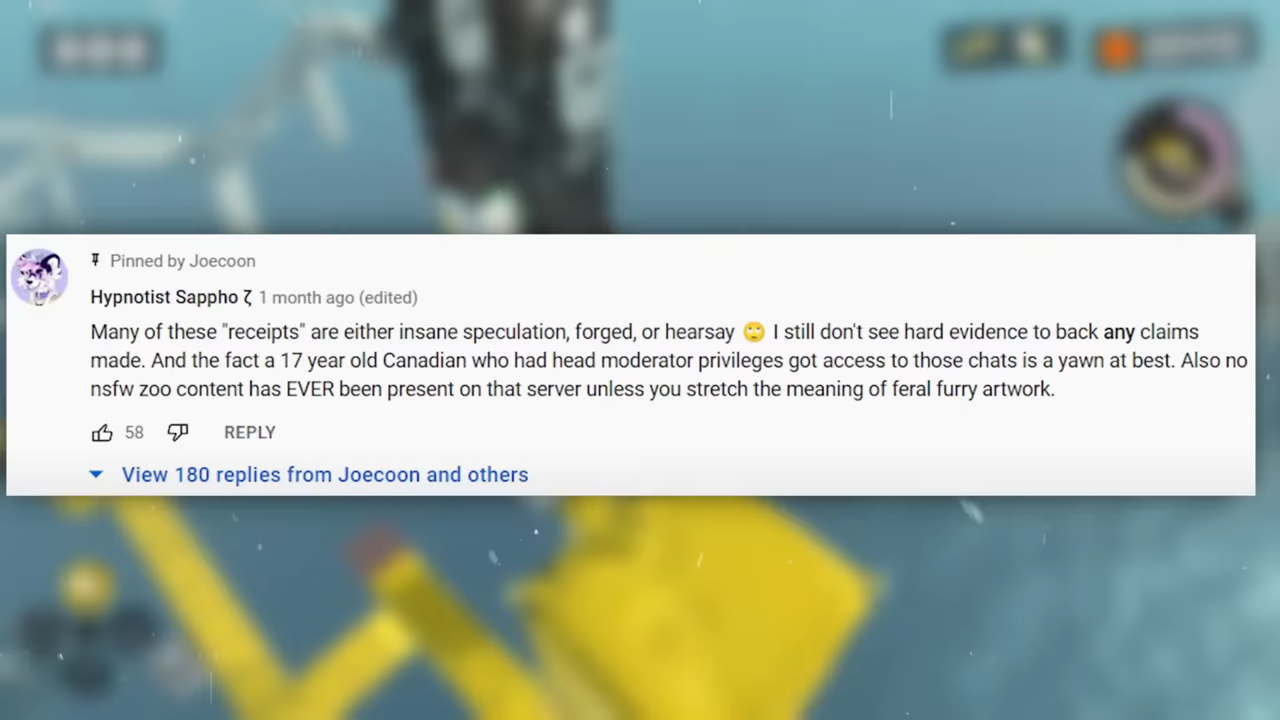 Pinned by Joecoon
Hypnotist Sappho ζ 1 month ago (edited)
Many of these "receipts" are either insane speculation, forged, or hearsay 🙄 I still don't see hard evidence to back any claims
made. And the fact a 17 year old Canadian who had head moderator privileges got access to those chats is a yawn at best. Also no
nsfw zoo content has EVER been present on that server unless you stretch the meaning of feral furry artwork.
58 REPLY
View 180 replies from Joecoon and others